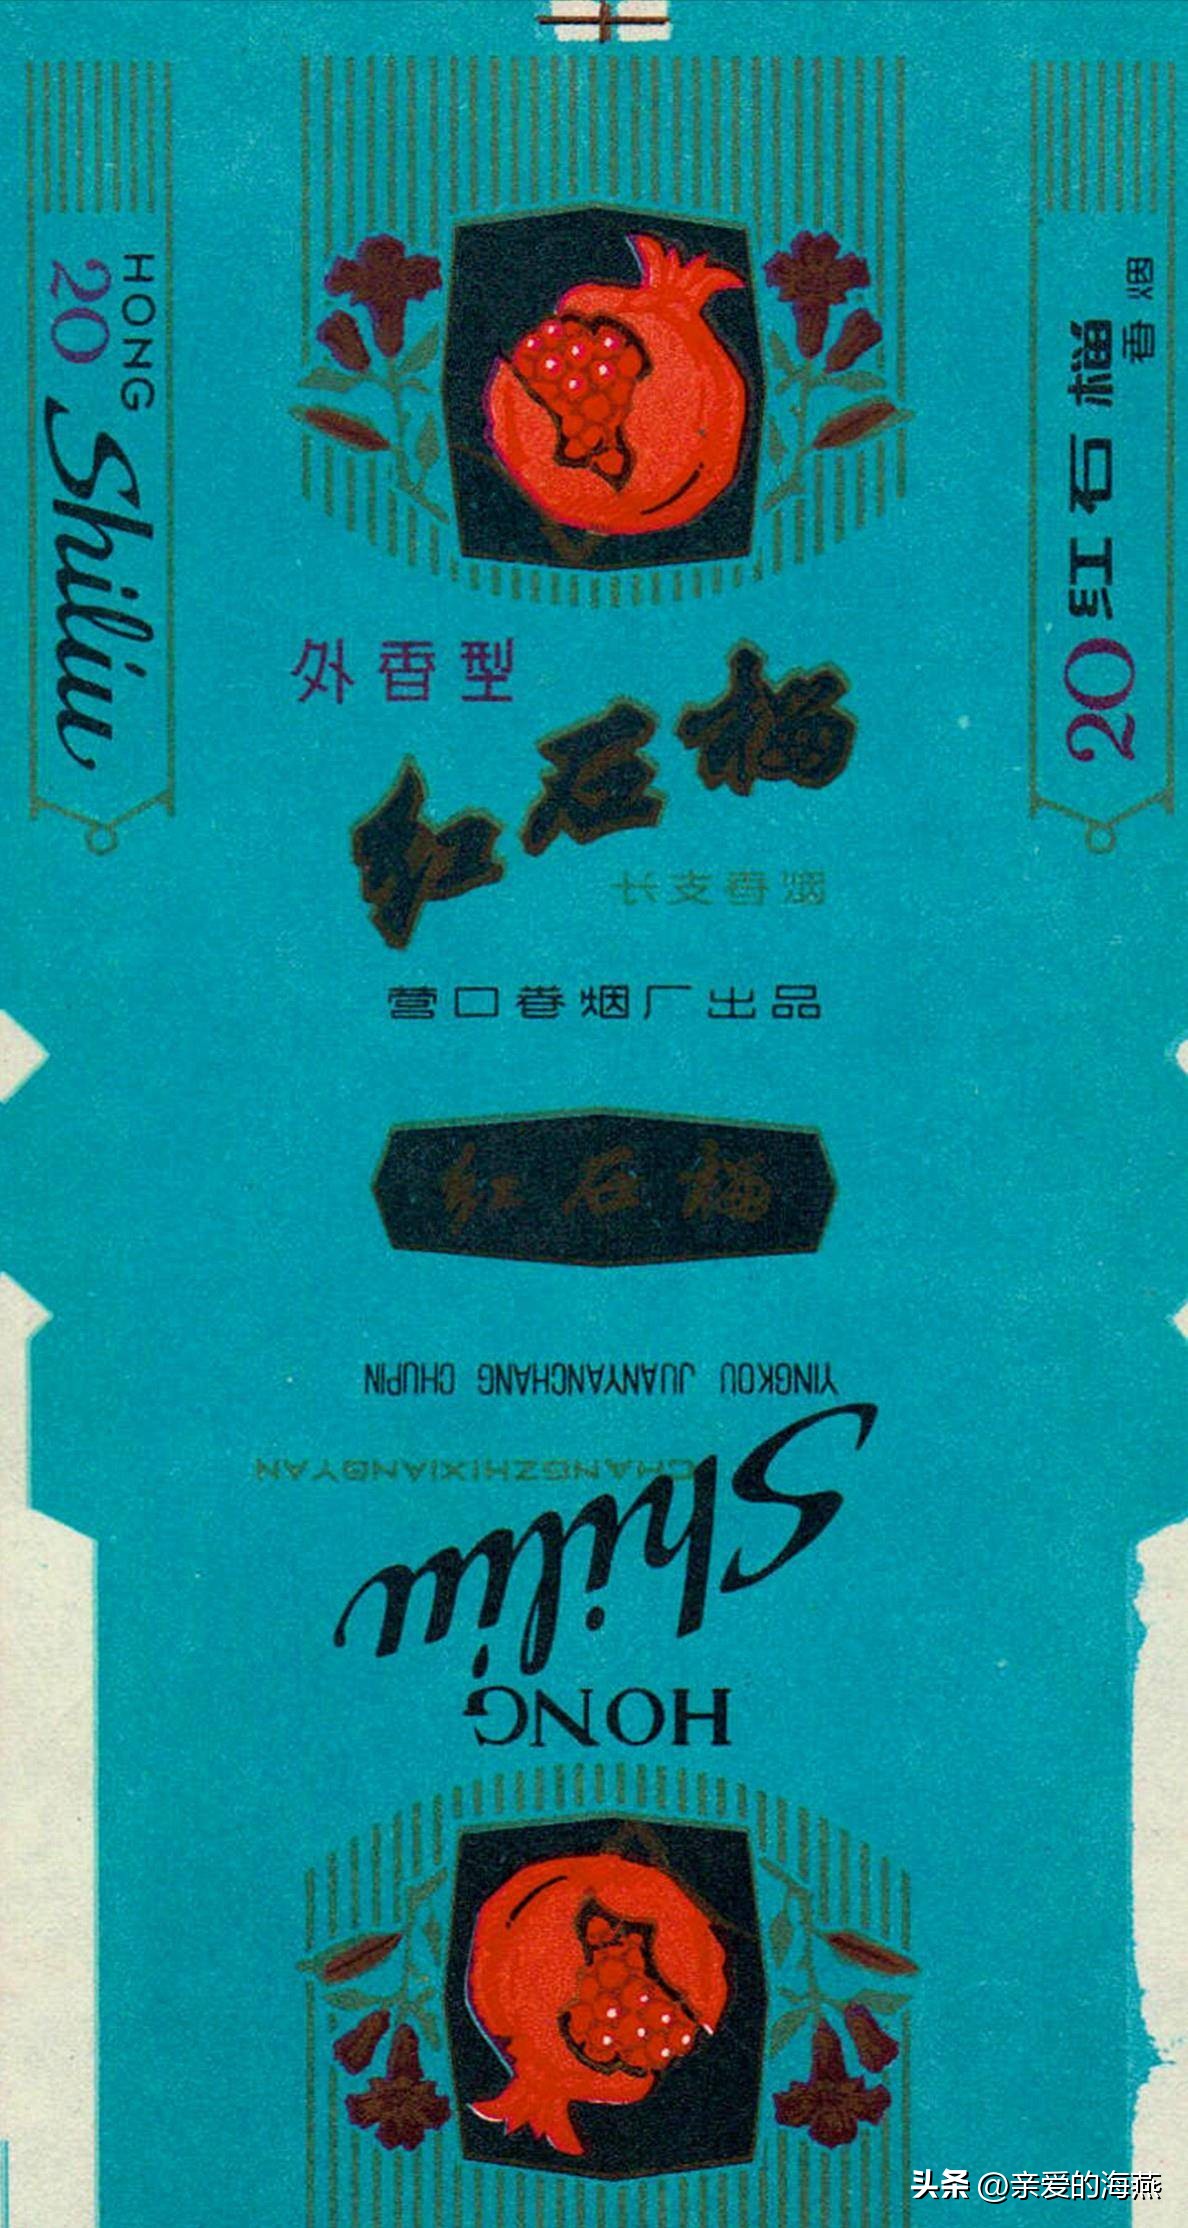 HONG
20 Shiliu
外香型
红石榴
长支香烟
营口卷烟厂出品
20 红石榴
香烟
红石榴
YINGKOU JUANYANCHANG CHUPIN
CHANGZHIXIANGYAN
Shiliu
HONG
头条 @亲爱的海燕